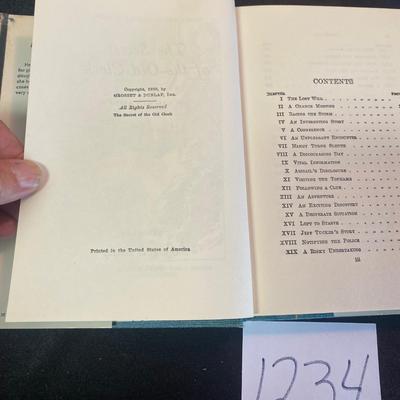 Copyright, 1930, by
GROSSET & DUNLAP, Inc.
All Rights Reserved
The Secret of the Old Clock
Printed in the United States of America
CONTENTS
CHAPTER
I THE LOST WILL
II A CHANCE MEETING
III RACING THE STORM
IV AN INTERESTING STORY
V A CONFERENCE
VI AN UNPLEASANT ENCOUNTER
VII NANCY TURNS SLEUTH
VIII A DISCOURAGING DAY
IX VITAL INFORMATION
X ABIGAIL'S DISCLOSURE
XI VISITING THE TOPHAMS
XII FOLLOWING A CLUE
XIII AN ADVENTURE
XIV AN EXCITING DISCOVERY
XV A DESPERATE SITUATION
XVI LEFT TO STARVE
XVII JEFF TUCKER'S STORY
XVIII NOTIFYING THE POLICE
XIX A RISKY UNDERTAKING
iii
1234